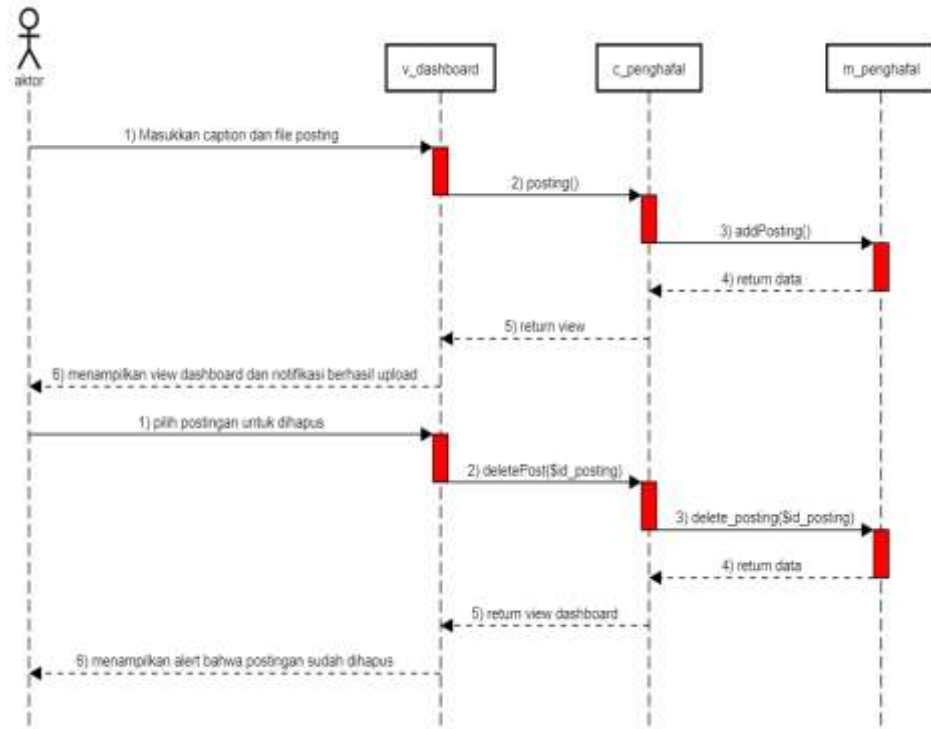 aktor
v_dashboard
c_penghafal
m_penghafal
1) Masukkan caption dan file posting
2) posting()
3) addPosting()
4) return data
5) return view
6) menampilkan view dashboard dan notifikasi berhasil upload
1) pilih postingan untuk dihapus
2) deletePost($id_posting)
3) delete_posting($id_posting)
4) return data
5) return view dashboard
6) menampilkan alert bahwa postingan sudah dihapus